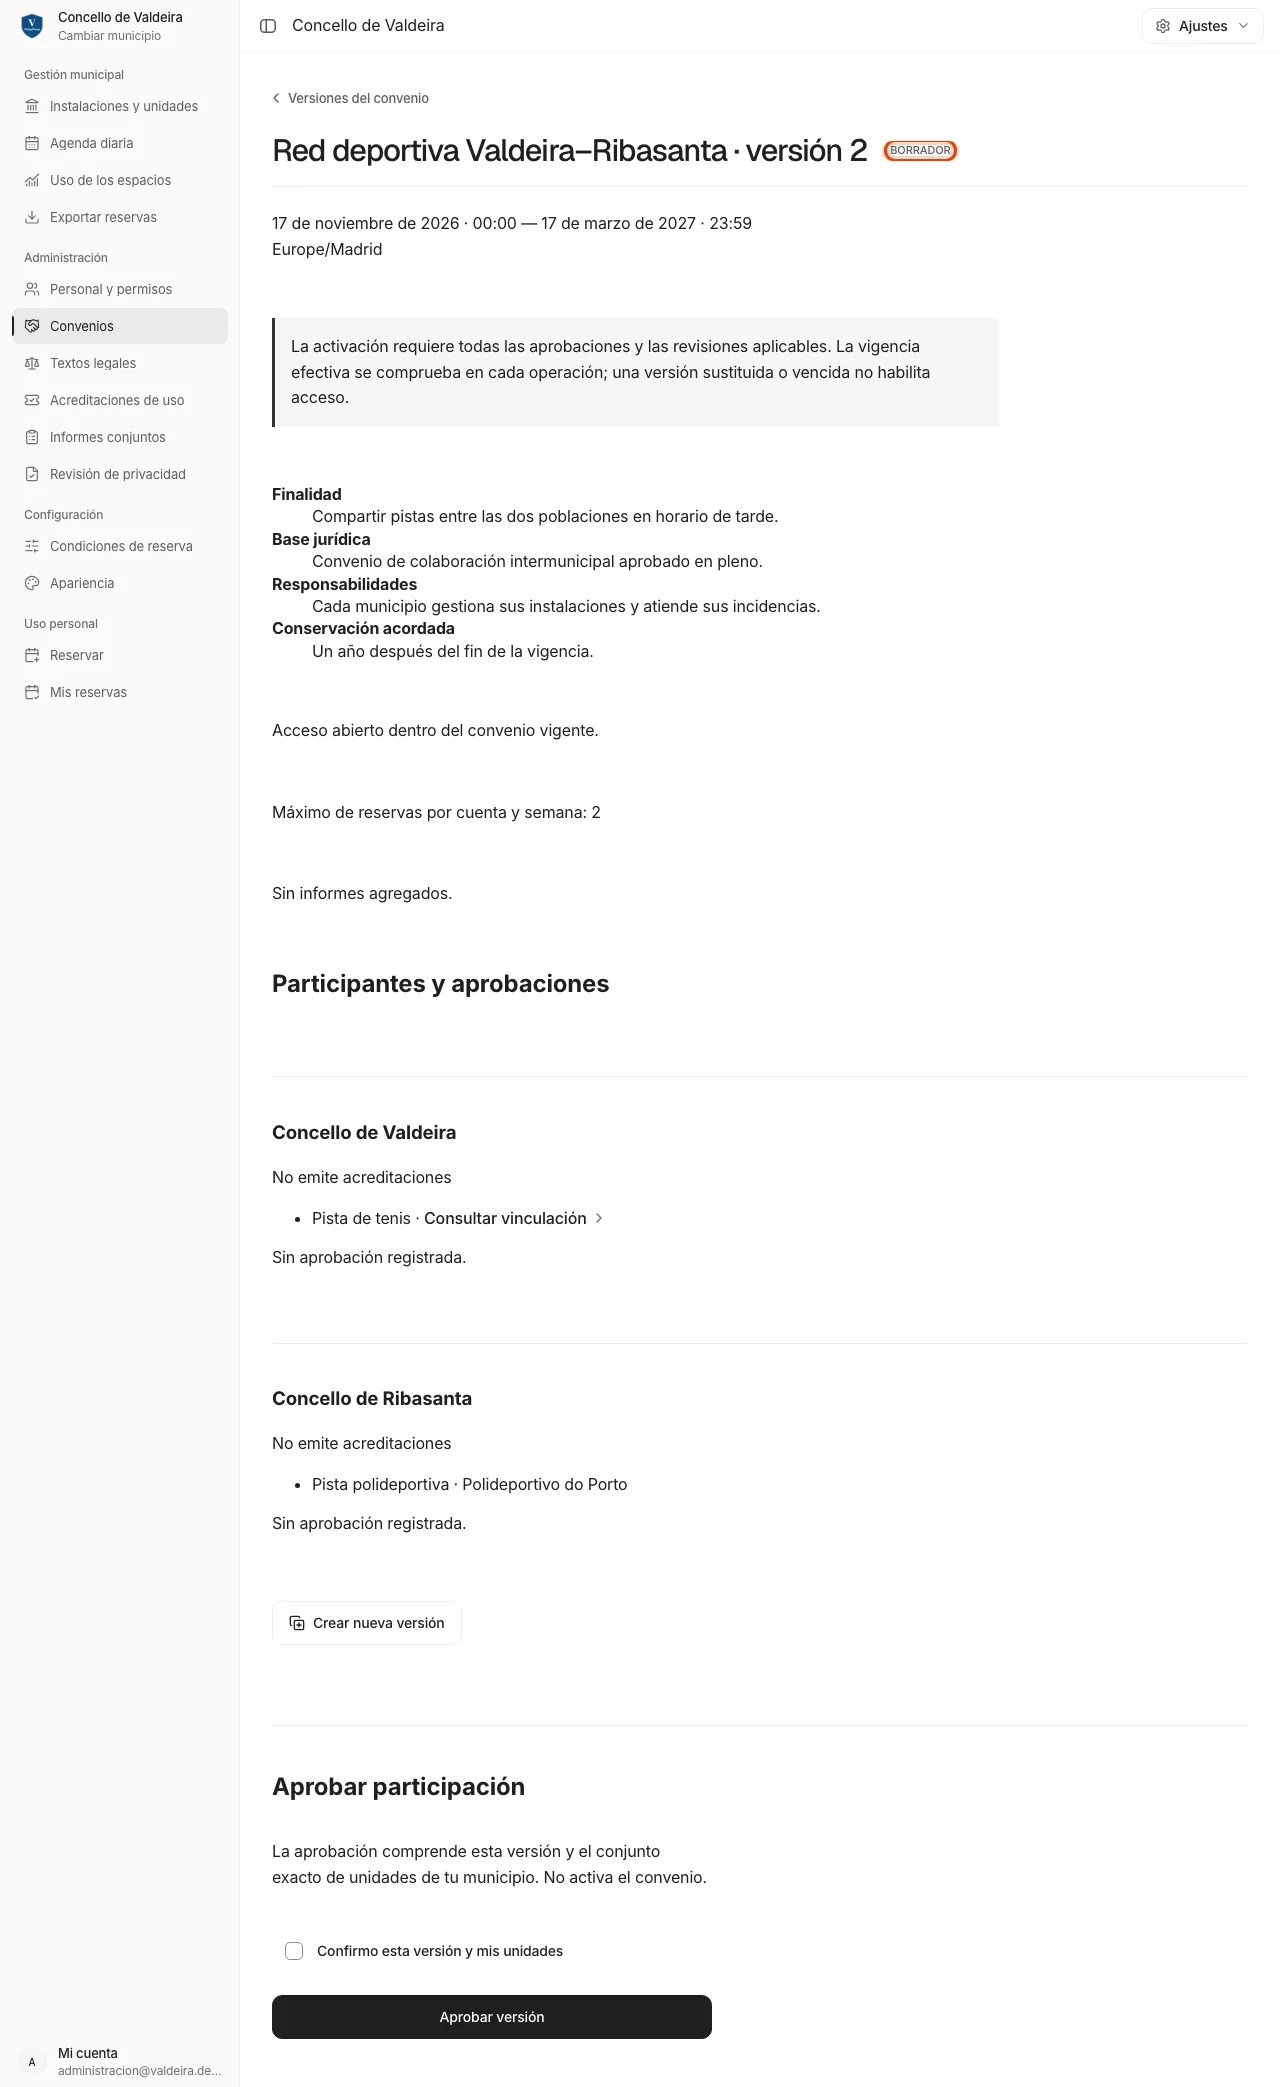 Concello de Valdeira
Cambiar municipio
Gestión municipal
Instalaciones y unidades
Agenda diaria
Uso de los espacios
Exportar reservas
Administración
Personal y permisos
Convenios
Textos legales
Acreditaciones de uso
Informes conjuntos
Revisión de privacidad
Configuración
Condiciones de reserva
Apariencia
Uso personal
Reservar
Mis reservas
A
Mi cuenta
administracion@valdeira.de...
Concello de Valdeira
Ajustes
Versiones del convenio
Red deportiva Valdeira–Ribasanta · versión 2
BORRADOR
17 de noviembre de 2026 · 00:00 — 17 de marzo de 2027 · 23:59
Europe/Madrid
La activación requiere todas las aprobaciones y las revisiones aplicables. La vigencia
efectiva se comprueba en cada operación; una versión sustituida o vencida no habilita
acceso.
Finalidad
Compartir pistas entre las dos poblaciones en horario de tarde.
Base jurídica
Convenio de colaboración intermunicipal aprobado en pleno.
Responsabilidades
Cada municipio gestiona sus instalaciones y atiende sus incidencias.
Conservación acordada
Un año después del fin de la vigencia.
Acceso abierto dentro del convenio vigente.
Máximo de reservas por cuenta y semana: 2
Sin informes agregados.
Participantes y aprobaciones
Concello de Valdeira
No emite acreditaciones
• Pista de tenis · Consultar vinculación
Sin aprobación registrada.
Concello de Ribasanta
No emite acreditaciones
• Pista polideportiva · Polideportivo do Porto
Sin aprobación registrada.
Crear nueva versión
Aprobar participación
La aprobación comprende esta versión y el conjunto
exacto de unidades de tu municipio. No activa el convenio.
Confirmo esta versión y mis unidades
Aprobar versión